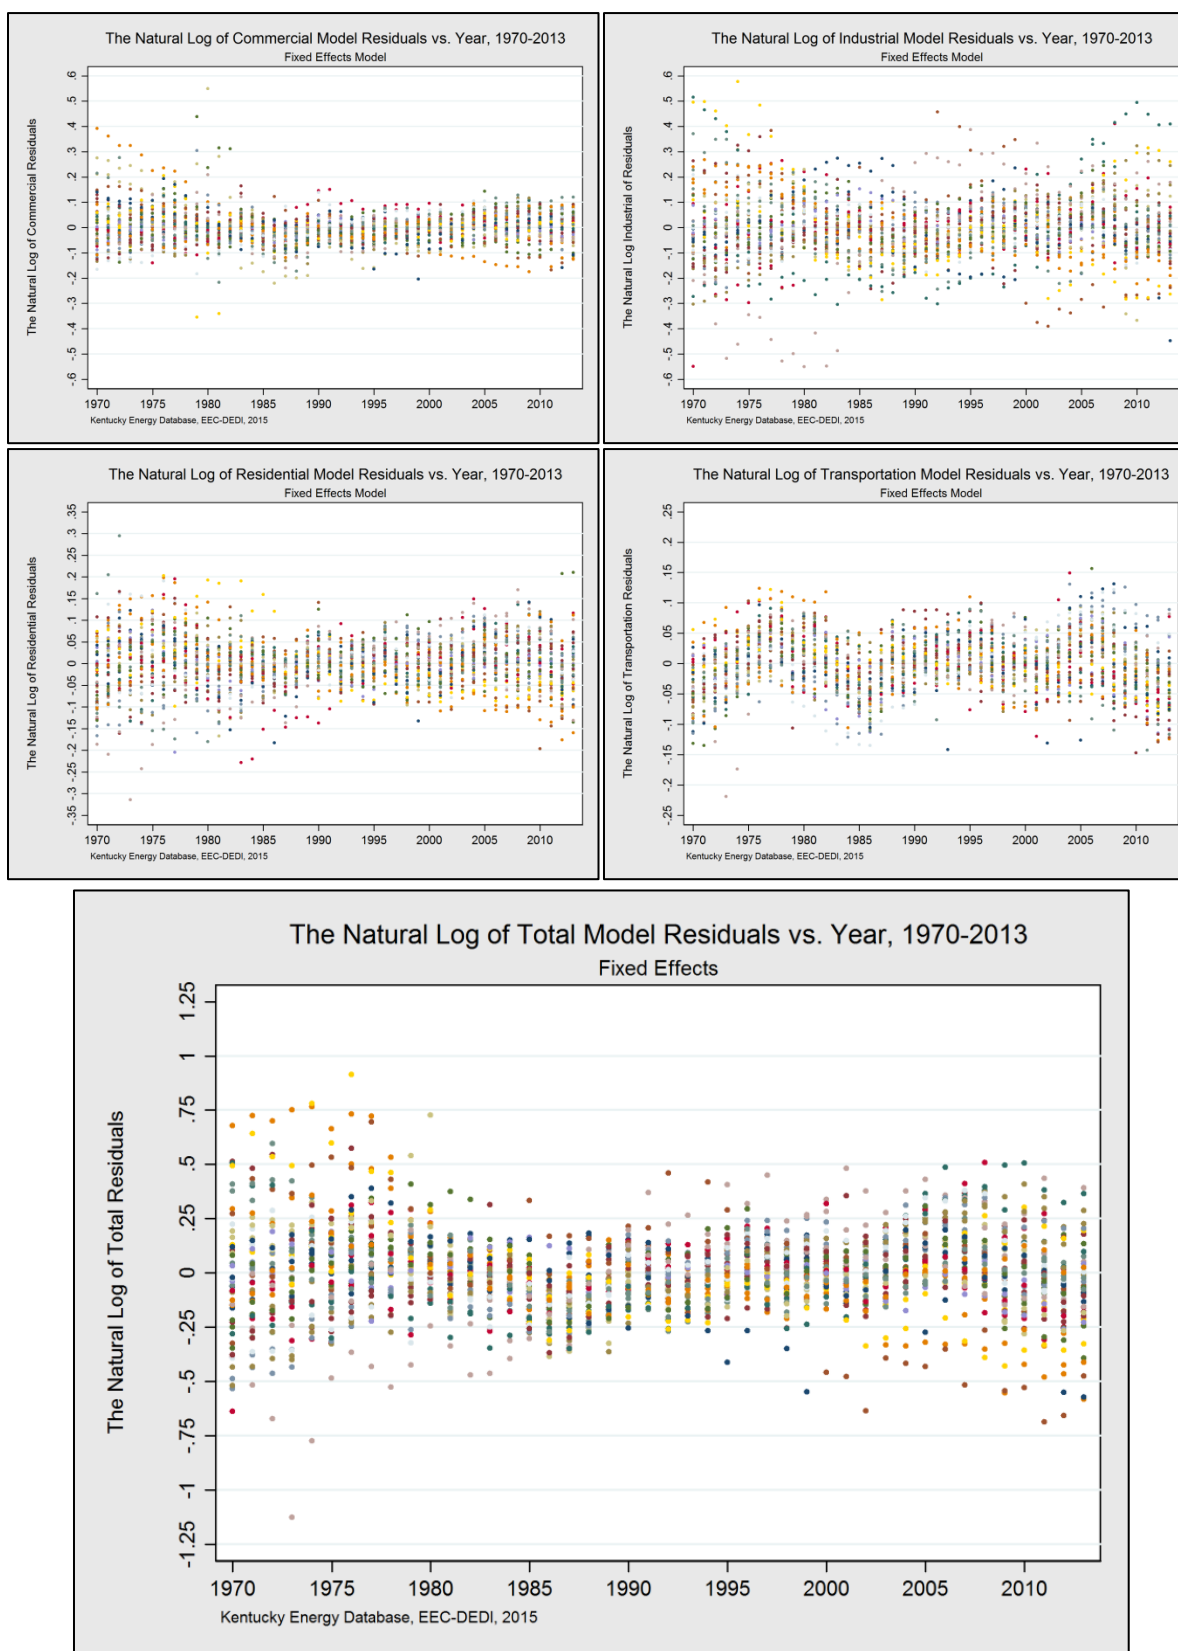 The Natural Log of Commercial Model Residuals vs. Year, 1970-2013
Fixed Effects Model
The Natural Log of Commercial Residuals
.6
.5
.4
.3
.2
.1
0
-.1
-.2
-.3
-.4
-.5
-.6
1970 1975 1980 1985 1990 1995 2000 2005 2010
Kentucky Energy Database, EEC-DEDI, 2015
The Natural Log of Industrial Model Residuals vs. Year, 1970-2013
Fixed Effects Model
The Natural Log Industrial of Residuals
.6
.5
.4
.3
.2
.1
0
-.1
-.2
-.3
-.4
-.5
-.6
1970 1975 1980 1985 1990 1995 2000 2005 2010
Kentucky Energy Database, EEC-DEDI, 2015
The Natural Log of Residential Model Residuals vs. Year, 1970-2013
Fixed Effects Model
The Natural Log of Residential Residuals
.35
.3
.25
.2
.15
.1
.05
0
-.05
-.1
-.15
-.2
-.25
-.3
-.35
1970 1975 1980 1985 1990 1995 2000 2005 2010
Kentucky Energy Database, EEC-DEDI, 2015
The Natural Log of Transportation Model Residuals vs. Year, 1970-2013
Fixed Effects Model
The Natural Log of Transportation Residuals
.25
.2
.15
.1
.05
0
-.05
-.1
-.15
-.2
-.25
1970 1975 1980 1985 1990 1995 2000 2005 2010
Kentucky Energy Database, EEC-DEDI, 2015
The Natural Log of Total Model Residuals vs. Year, 1970-2013
Fixed Effects
The Natural Log of Total Residuals
1.25
1
.75
.5
.25
0
-.25
-.5
-.75
-1
-1.25
1970 1975 1980 1985 1990 1995 2000 2005 2010
Kentucky Energy Database, EEC-DEDI, 2015